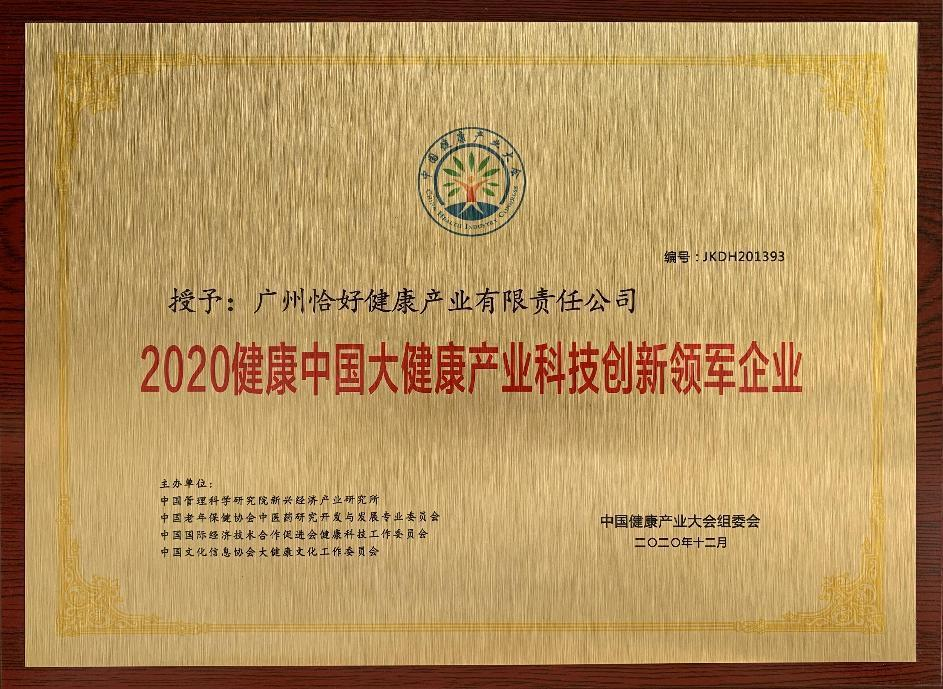 中国健康产业大会
CHINA HEALTH INDUSTRY CONGRESS
编号：JKDH201393
授予：广州恰好健康产业有限责任公司
2020健康中国大健康产业科技创新领军企业
主办单位：
中国管理科学研究院新兴经济产业研究所
中国老年保健协会中医药研究开发与发展专业委员会
中国国际经济技术合作促进会健康科技工作委员会
中国文化信息协会大健康文化工作委员会
中国健康产业大会组委会
二〇二〇年十二月